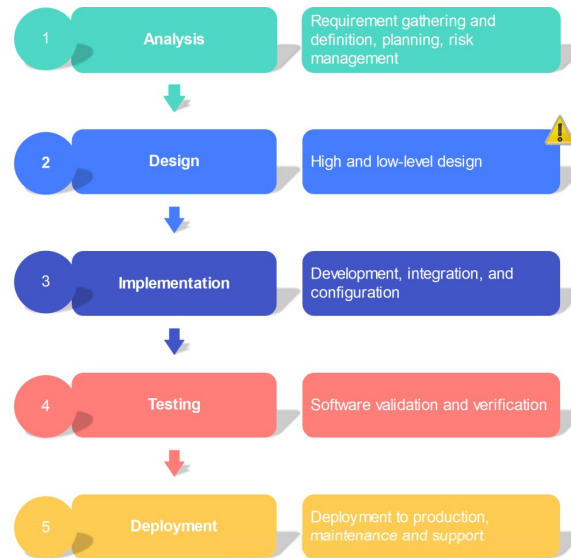 1
Analysis
Requirement gathering and
definition, planning, risk
management
2
Design
High and low-level design
3
Implementation
Development, integration, and
configuration
4
Testing
Software validation and verification
5
Deployment
Deployment to production,
maintenance and support